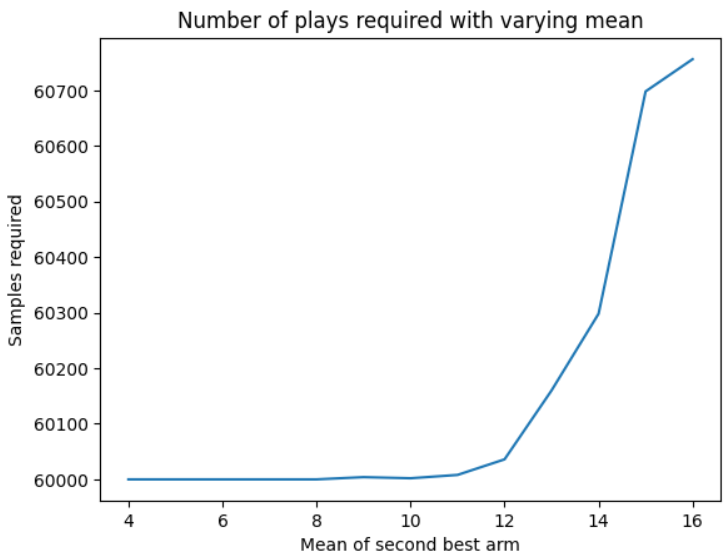 Number of plays required with varying mean
Samples required
60700
60600
60500
60400
60300
60200
60100
60000
4 6 8 10 12 14 16
Mean of second best arm